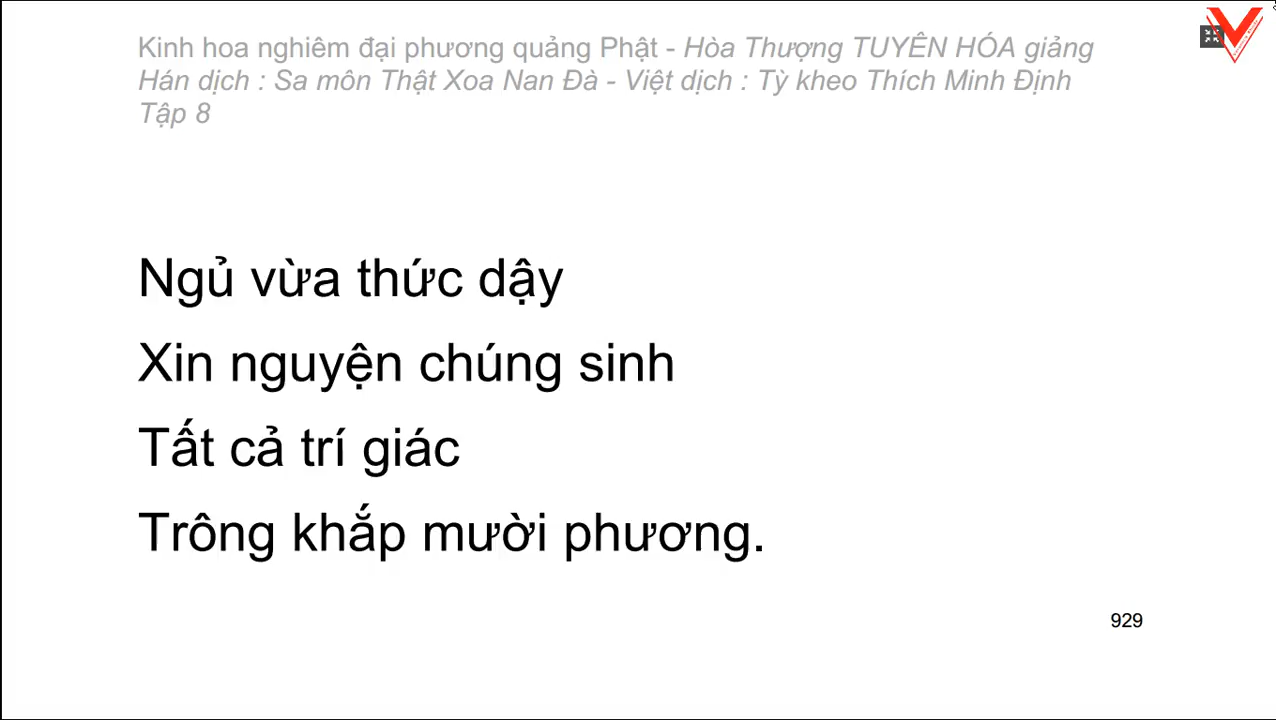 Kinh hoa nghiêm đại phương quảng Phật - Hòa Thượng TUYÊN HÓA giảng
Hán dịch : Sa môn Thật Xoa Nan Đà - Việt dịch : Tỳ kheo Thích Minh Định
Tập 8
Ngủ vừa thức dậy
Xin nguyện chúng sinh
Tất cả trí giác
Trông khắp mười phương.
929